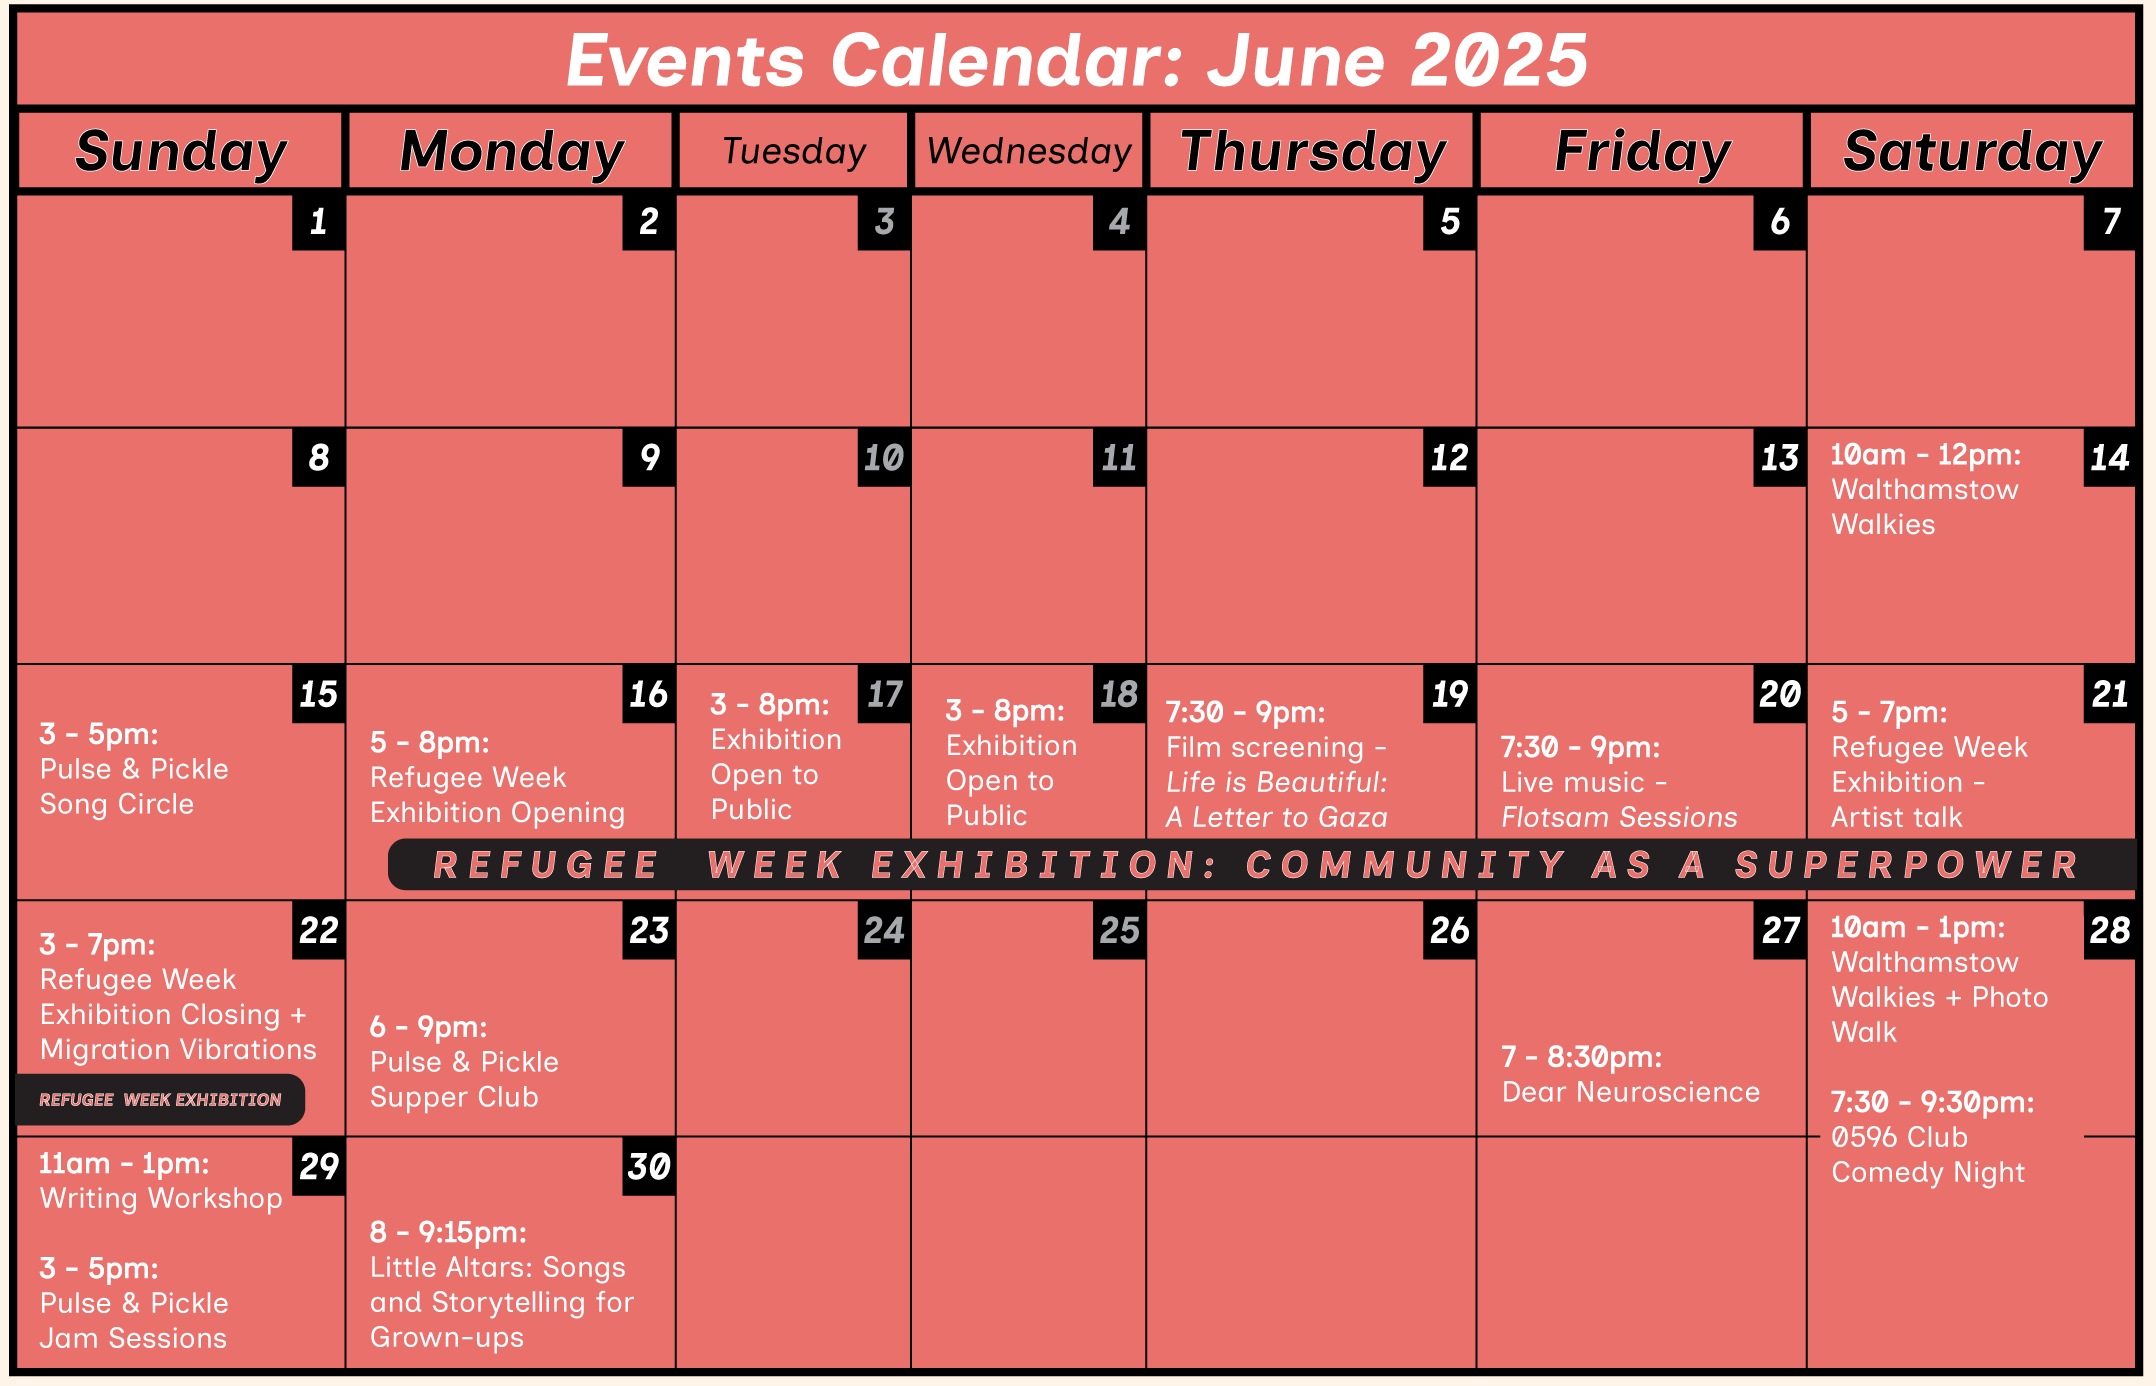 Events Calendar: June 2025
Sunday
Monday
Tuesday
Wednesday
Thursday
Friday
Saturday
1
2
3
4
5
6
7
8
9
10
11
12
13
14
10am - 12pm:
Walthamstow
Walkies
15
3 - 5pm:
Pulse & Pickle
Song Circle
16
5 - 8pm:
Refugee Week
Exhibition Opening
17
3 - 8pm:
Exhibition
Open to
Public
18
3 - 8pm:
Exhibition
Open to
Public
19
7:30 - 9pm:
Film screening -
Life is Beautiful:
A Letter to Gaza
20
7:30 - 9pm:
Live music -
Flotsam Sessions
21
5 - 7pm:
Refugee Week
Exhibition -
Artist talk
REFUGEE WEEK EXHIBITION: COMMUNITY AS A SUPERPOWER
22
3 - 7pm:
Refugee Week
Exhibition Closing +
Migration Vibrations
REFUGEE WEEK EXHIBITION
23
6 - 9pm:
Pulse & Pickle
Supper Club
24
25
26
27
7 - 8:30pm:
Dear Neuroscience
28
10am - 1pm:
Walthamstow
Walkies + Photo
Walk
7:30 - 9:30pm:
0596 Club
Comedy Night
29
11am - 1pm:
Writing Workshop
3 - 5pm:
Pulse & Pickle
Jam Sessions
30
8 - 9:15pm:
Little Altars: Songs
and Storytelling for
Grown-ups